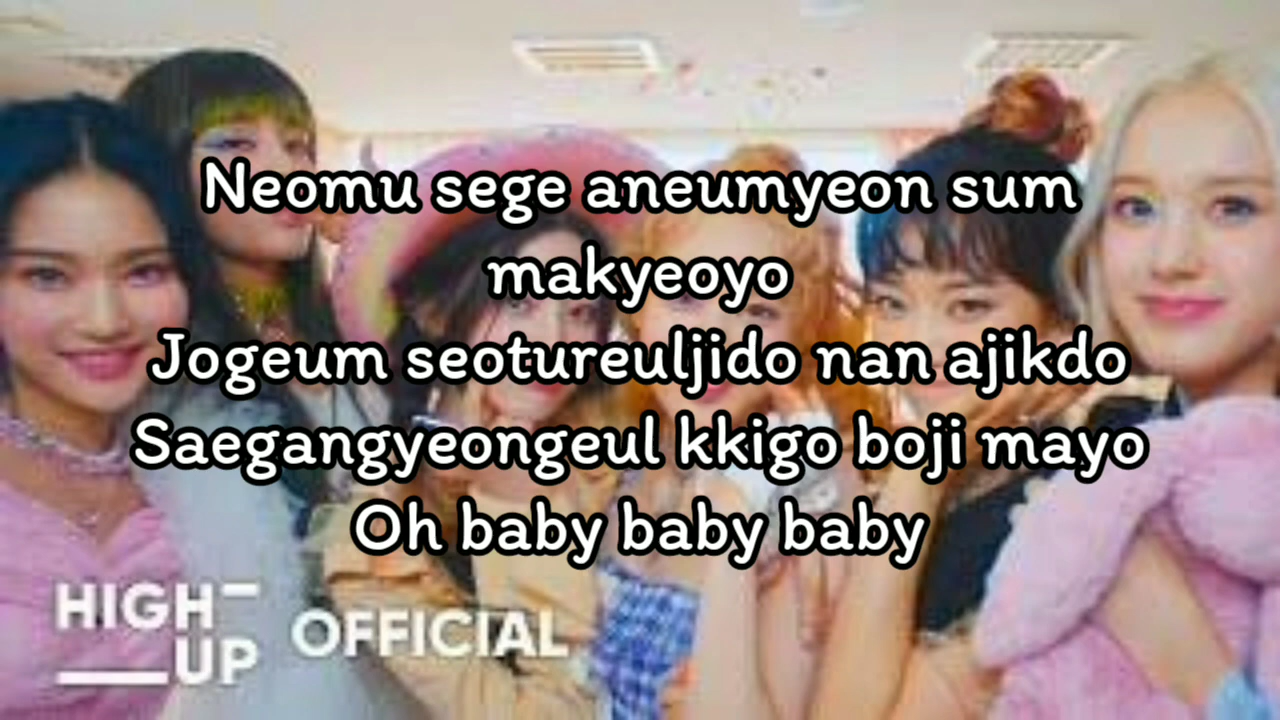 Neomu sege aneumyeon sum
makyeoyo
Jogeum seotureuljido nan ajikdo
Saegangyeongeul kkigo boji mayo
Oh baby baby baby
HIGH
UP
OFFICIAL